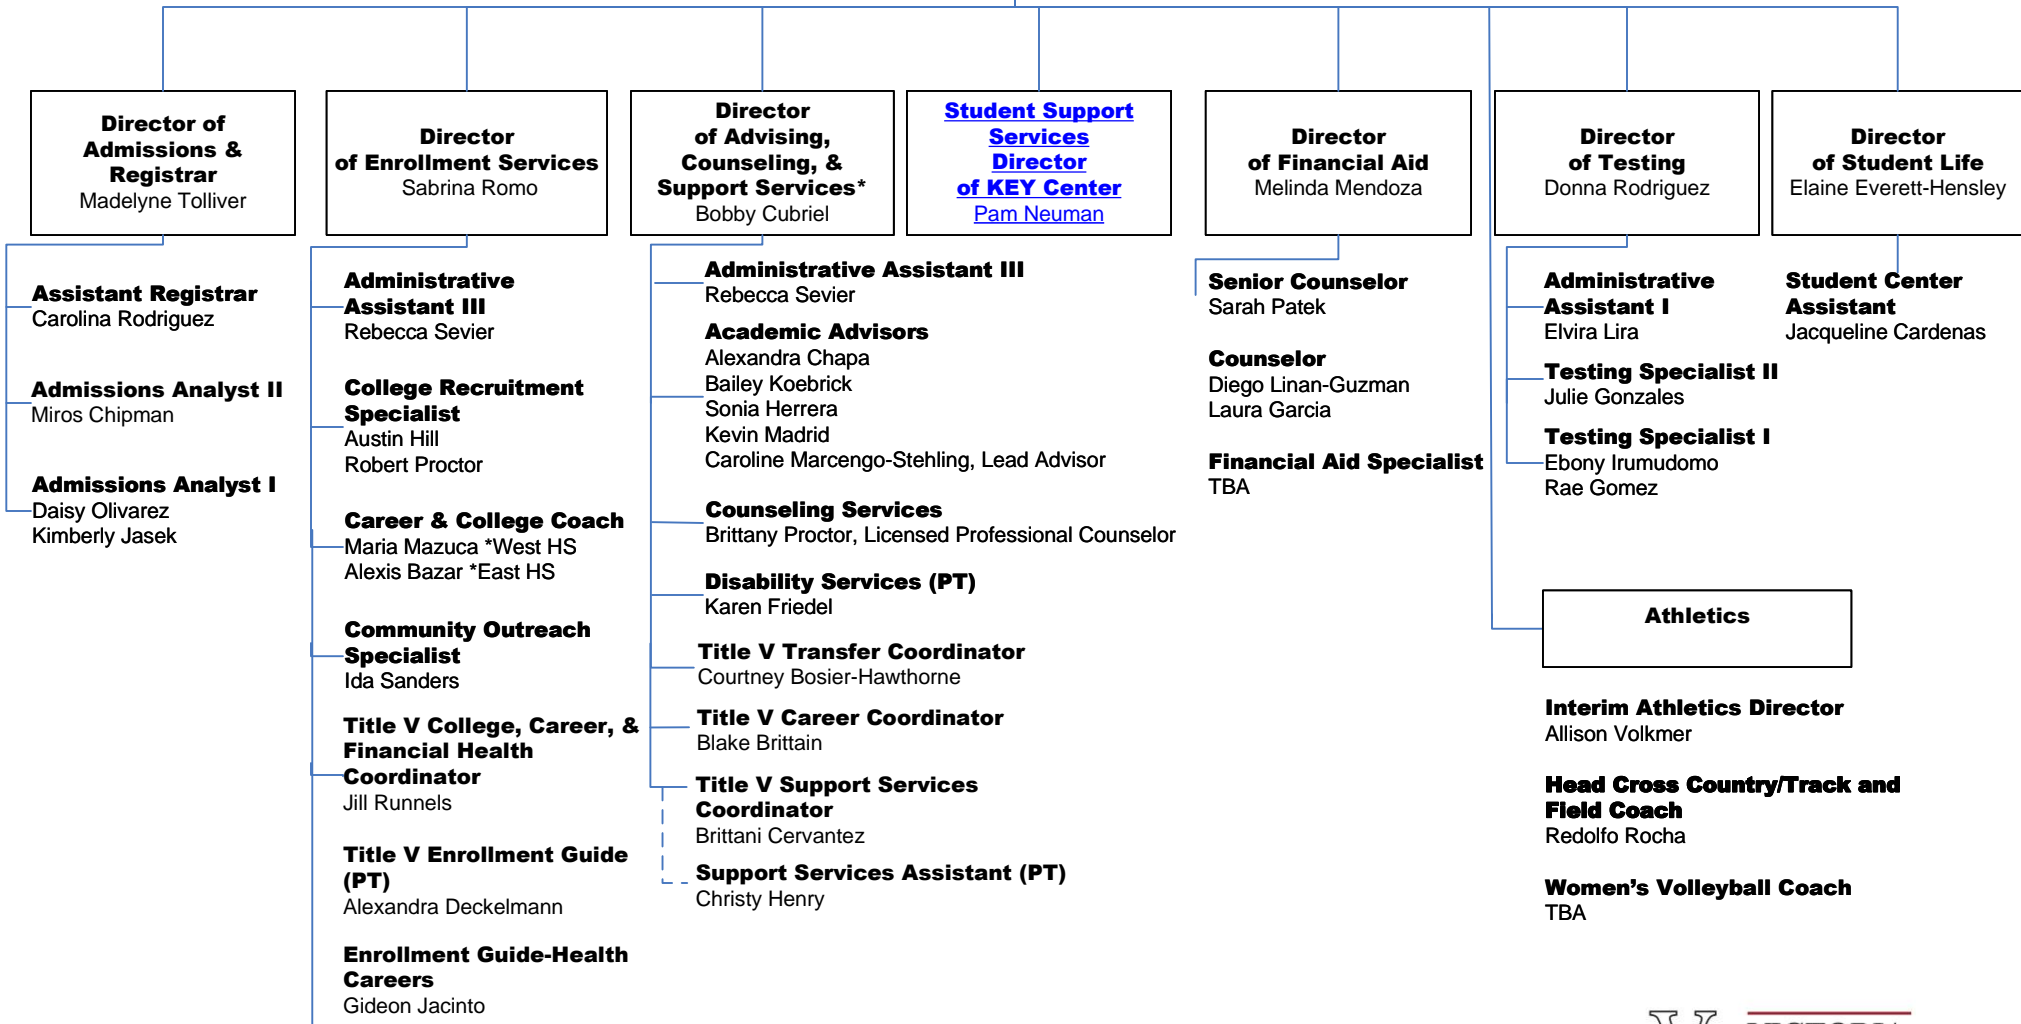 Director of
Admissions &
Registrar
Madelyne Tolliver
Director
of Enrollment Services
Sabrina Romo
Director
of Advising,
Counseling, &
Support Services*
Bobby Cubriel
Student Support
Services
Director
of KEY Center
Pam Neuman
Director
of Financial Aid
Melinda Mendoza
Director
of Testing
Donna Rodriguez
Director
of Student Life
Elaine Everett-Hensley
Assistant Registrar
Carolina Rodriguez
Admissions Analyst II
Miros Chipman
Admissions Analyst I
Daisy Olivarez
Kimberly Jasek
Administrative
Assistant III
Rebecca Sevier
College Recruitment
Specialist
Austin Hill
Robert Proctor
Career & College Coach
Maria Mazuca *West HS
Alexis Bazar *East HS
Community Outreach
Specialist
Ida Sanders
Title V College, Career, &
Financial Health
Coordinator
Jill Runnels
Title V Enrollment Guide
(PT)
Alexandra Deckelmann
Enrollment Guide-Health
Careers
Gideon Jacinto
Administrative Assistant III
Rebecca Sevier
Academic Advisors
Alexandra Chapa
Bailey Koebrick
Sonia Herrera
Kevin Madrid
Caroline Marcengo-Stehling, Lead Advisor
Counseling Services
Brittany Proctor, Licensed Professional Counselor
Disability Services (PT)
Karen Friedel
Title V Transfer Coordinator
Courtney Bosier-Hawthorne
Title V Career Coordinator
Blake Brittain
Title V Support Services
Coordinator
Brittani Cervantez
Support Services Assistant (PT)
Christy Henry
Senior Counselor
Sarah Patek
Counselor
Diego Linan-Guzman
Laura Garcia
Financial Aid Specialist
TBA
Administrative
Assistant I
Elvira Lira
Testing Specialist II
Julie Gonzales
Testing Specialist I
Ebony Irumudomo
Rae Gomez
Student Center
Assistant
Jacqueline Cardenas
Athletics
Interim Athletics Director
Allison Volkmer
Head Cross Country/Track and
Field Coach
Redolfo Rocha
Women’s Volleyball Coach
TBA